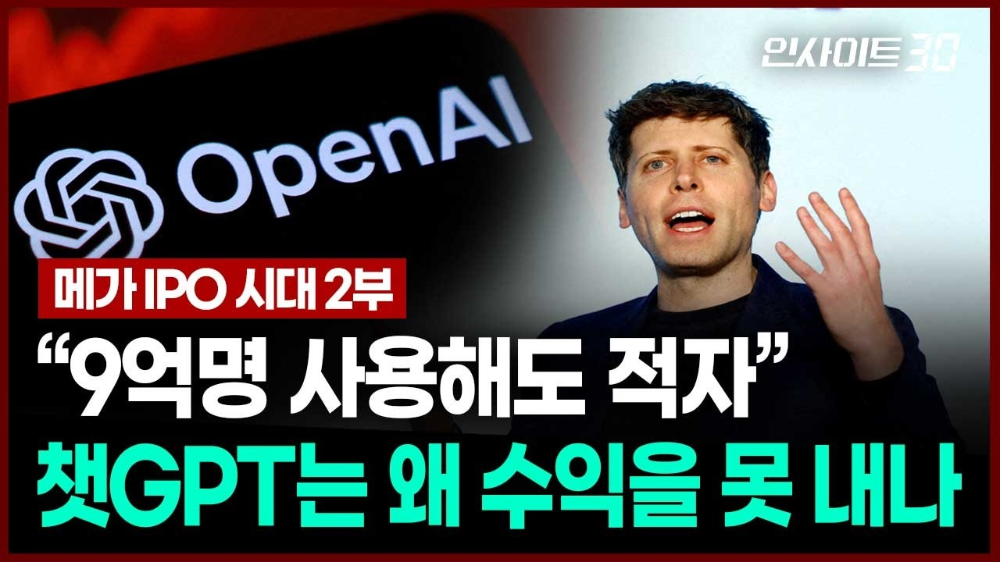 인사이트30
OpenAI
메가 IPO 시대 2부
“9억명 사용해도 적자”
챗GPT는 왜 수익을 못 내나